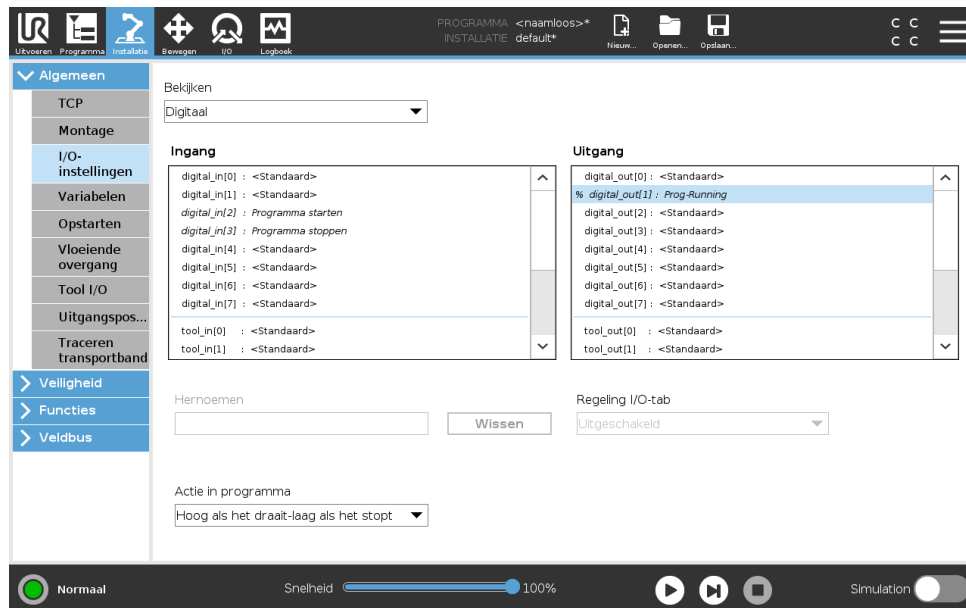 PROGRAMMA <naamloos>*
INSTALLATIE default*
Uitvoeren Programma Installatie Bewegen I/O Logboek Nieuw... Openen... Opslaan...
C C
C C
Algemeen
TCP
Montage
I/O-
instellingen
Variabelen
Opstarten
Vloeiende
overgang
Tool I/O
Uitgangspos...
Traceren
transportband
Veiligheid
Functies
Veldbus
Bekijken
Digitaal
Ingang
digital_in[0] : <Standaard>
digital_in[1] : <Standaard>
digital_in[2] : Programma starten
digital_in[3] : Programma stoppen
digital_in[4] : <Standaard>
digital_in[5] : <Standaard>
digital_in[6] : <Standaard>
digital_in[7] : <Standaard>
tool_in[0] : <Standaard>
tool_in[1] : <Standaard>
Uitgang
digital_out[0] : <Standaard>
% digital_out[1] : Prog-Running
digital_out[2] : <Standaard>
digital_out[3] : <Standaard>
digital_out[4] : <Standaard>
digital_out[5] : <Standaard>
digital_out[6] : <Standaard>
digital_out[7] : <Standaard>
tool_out[0] : <Standaard>
tool_out[1] : <Standaard>
Hernoemen
Wissen
Regeling I/O-tab
Uitgeschakeld
Actie in programma
Hoog als het draait-laag als het stopt
Normaal
Snelheid 100%
Simulation